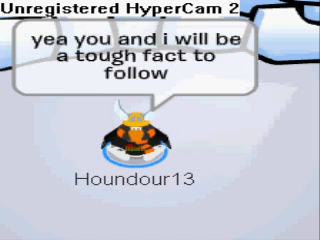 Unregistered HyperCam 2
yea you and i will be
a tough fact to
follow
Houndour13